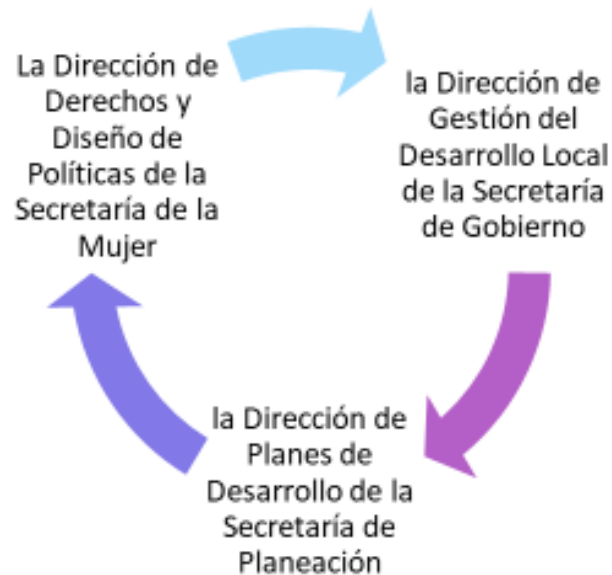 La Dirección de
Derechos y
Diseño de
Políticas de la
Secretaría de la
Mujer
la Dirección de
Gestión del
Desarrollo Local
de la Secretaría
de Gobierno
la Dirección de
Planes de
Desarrollo de la
Secretaría de
Planeación